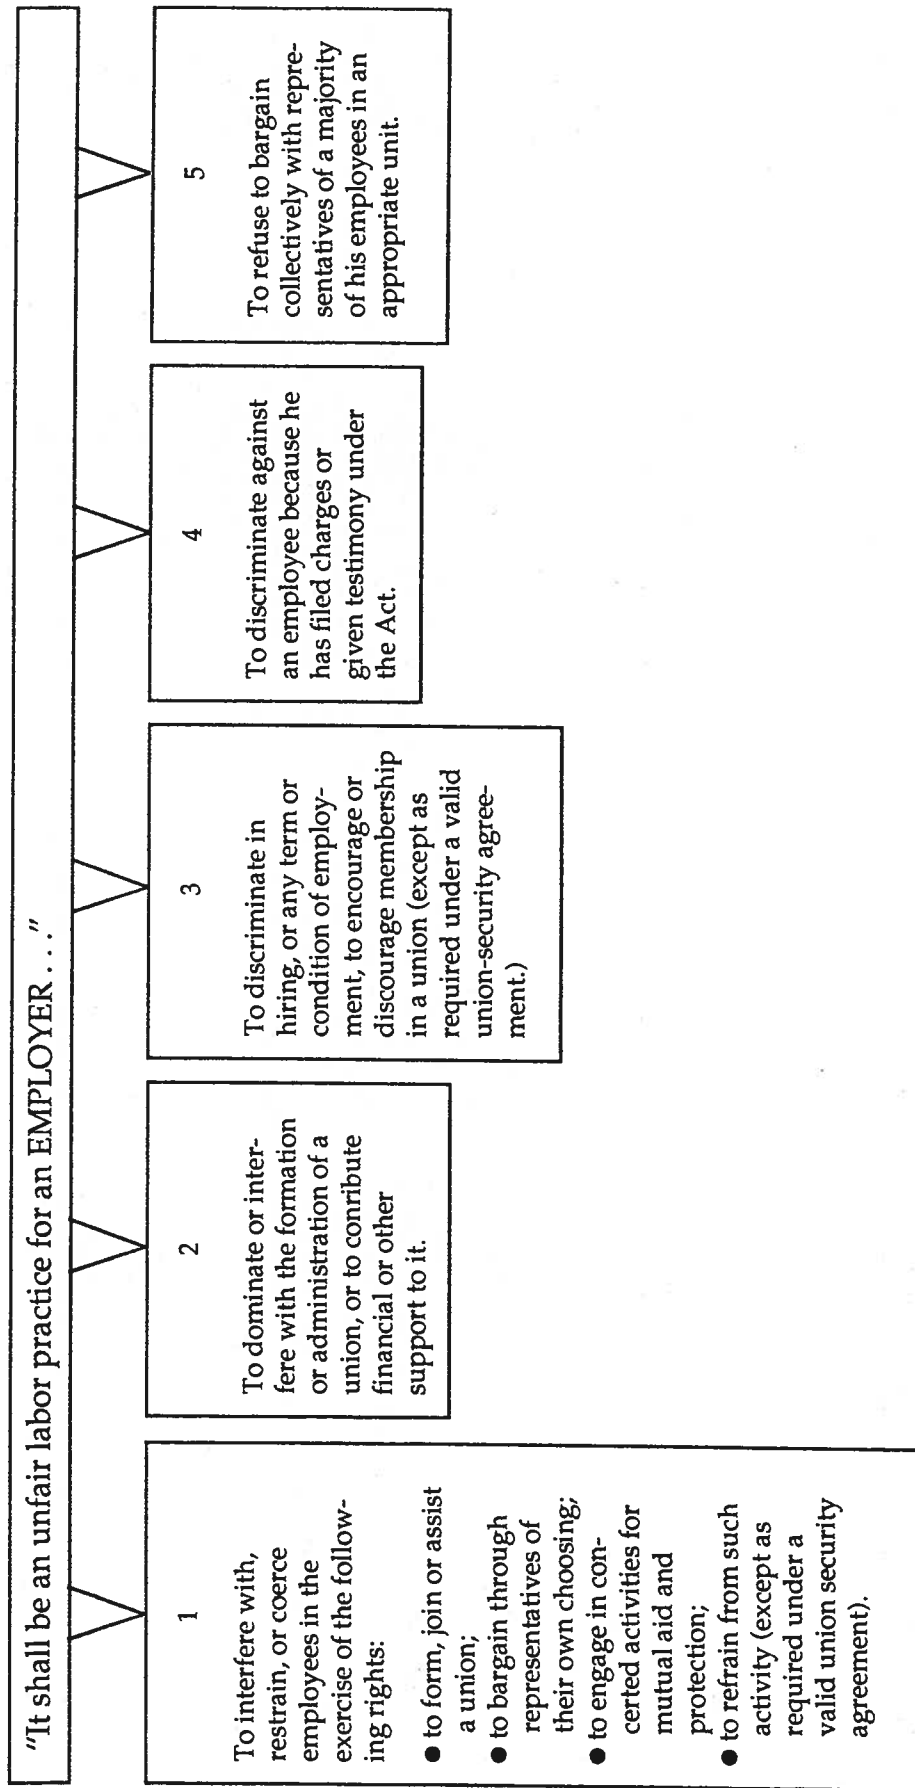 "It shall be an unfair labor practice for an EMPLOYER. . ."
1
To interfere with,
restrain, or coerce
employees in the
exercise of the follow-
ing rights:
● to form, join or assist
a union;
● to bargain through
representatives of
their own choosing;
● to engage in con-
certed activities for
mutual aid and
protection;
● to refrain from such
activity (except as
required under a
valid union security
agreement).
2
To dominate or inter-
fere with the formation
or administration of a
union, or to conribute
financial or other
support to it.
3
To discriminate in
hiring, or any term or
condition of employ-
ment, to encourage or
discourage membership
in a union (except as
required under a valid
union-security agree-
ment.)
4
To discriminate against
an employee because he
has filed charges or
given testimony under
the Act.
5
To refuse to bargain
collectively with repre-
sentatives of a majority
of his employees in an
appropriate unit.